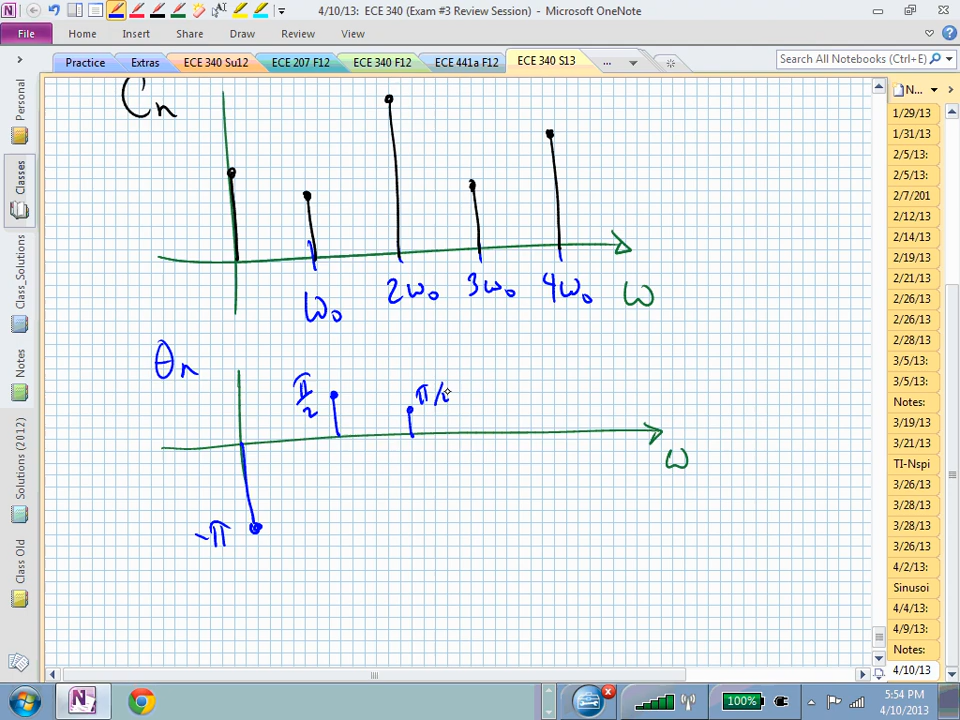 4/10/13: ECE 340 (Exam #3 Review Session) - Microsoft OneNote
File Home Insert Share Draw Review View
Practice Extras ECE 340 Su12 ECE 207 F12 ECE 340 F12 ECE 441a F12 ECE 340 S13 ... Search All Notebooks (Ctrl+E)
Personal
Classes
Class_Solutions
Notes
Solutions (2012)
Class Old
Cn
ω0 2ω0 3ω0 4ω0 ω
θn
π/2 π/
ω
-π
N...
1/29/13
1/31/13
2/5/13:
2/5/13:
2/7/201
2/12/13
2/14/13
2/19/13
2/21/13
2/26/13
2/26/13
2/28/13
3/5/13:
3/5/13:
Notes:
3/19/13
3/21/13
TI-Nspi
3/26/13
3/28/13
3/28/13
3/26/13
4/2/13:
Sinusoi
4/4/13:
4/9/13:
Notes:
4/10/13
100%
5:54 PM
4/10/2013